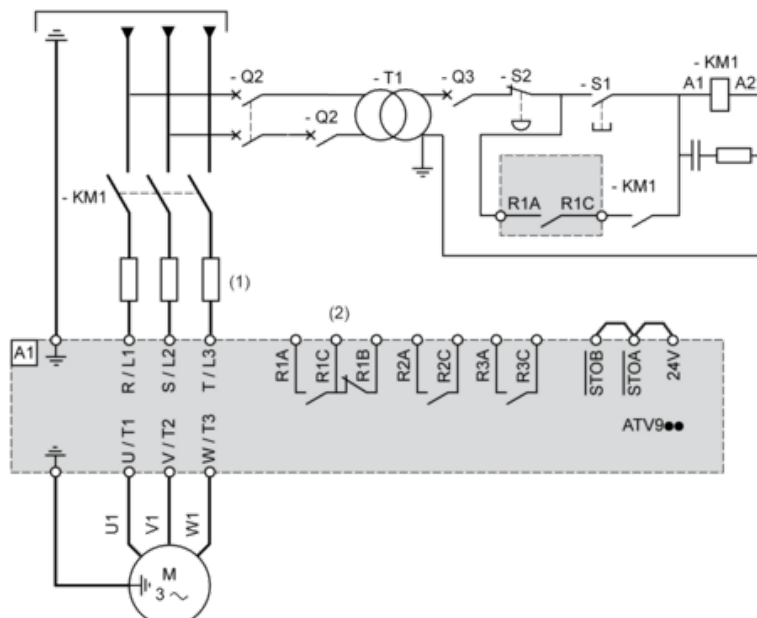 - Q2
- T1
- Q3
- S2
- S1
- KM1
A1
A2
- Q2
- KM1
R1A
R1C
- KM1
(1)
(2)
A1
R / L1
S / L2
T / L3
R1A
R1C
R1B
R2A
R2C
R3A
R3C
STOB
STOA
24V
ATV9●●
U / T1
V / T2
W / T3
U1
V1
W1
M
3 ~